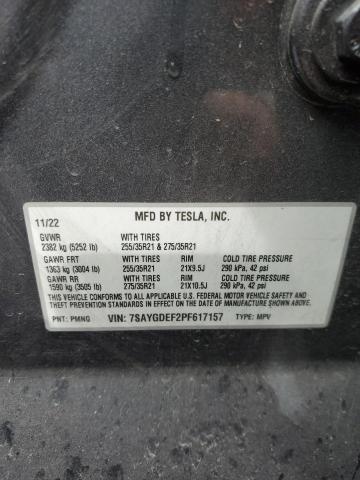 11/22 MFD BY TESLA, INC.
GVWR WITH TIRES
2382 kg (5252 lb) 255/35R21 & 275/35R21
GAWR FRT WITH TIRES RIM COLD TIRE PRESSURE
1363 kg (3004 lb) 255/35R21 21X9.5J 290 kPa, 42 psi
GAWR RR WITH TIRES RIM COLD TIRE PRESSURE
1590 kg (3505 lb) 275/35R21 21X10.5J 290 kPa, 42 psi
THIS VEHICLE CONFORMS TO ALL APPLICABLE U.S. FEDERAL
MOTOR VEHICLE SAFETY AND THEFT PREVENTION STANDARDS
IN EFFECT ON THE DATE OF MANUFACTURE SHOWN ABOVE.
PNT: PMNG VIN: 7SAYGDEF2PF617157 TYPE: MPV